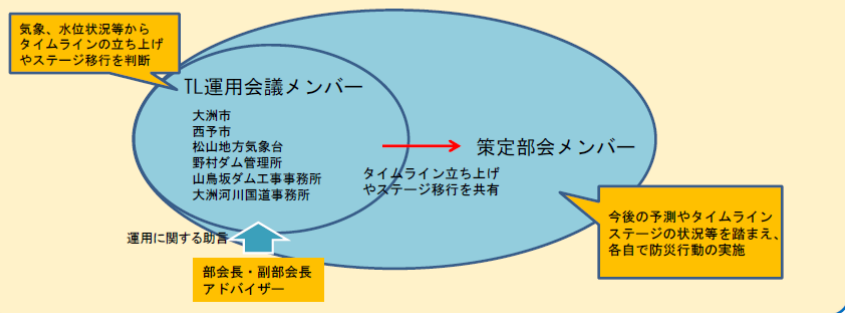 気象、水位状況等から
タイムラインの立ち上げ
やステージ移行を判断
TL運用会議メンバー
大洲市
西予市
松山地方気象台
野村ダム管理所
山鳥坂ダム工事事務所
大洲河川国道事務所
策定部会メンバー
タイムライン立ち上げ
やステージ移行を共有
今後の予測やタイムライン
ステージの状況等を踏まえ、
各自で防災行動の実施
運用に関する助言
部会長・副部会長
アドバイザー